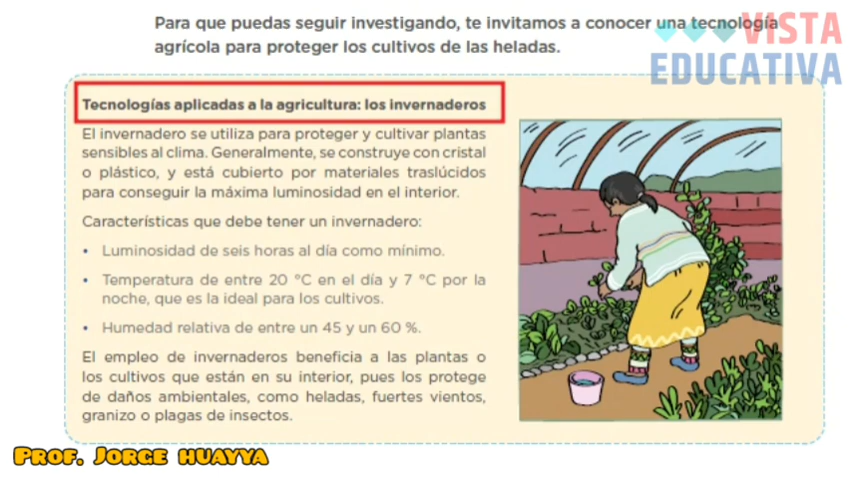 Para que puedas seguir investigando, te invitamos a conocer una tecnología
agrícola para proteger los cultivos de las heladas.
VISTA
EDUCATIVA
Tecnologías aplicadas a la agricultura: los invernaderos
El invernadero se utiliza para proteger y cultivar plantas
sensibles al clima. Generalmente, se construye con cristal
o plástico, y está cubierto por materiales traslúcidos
para conseguir la máxima luminosidad en el interior.
Características que debe tener un invernadero:
• Luminosidad de seis horas al día como mínimo.
• Temperatura de entre 20 °C en el día y 7 °C por la
noche, que es la ideal para los cultivos.
• Humedad relativa de entre un 45 y un 60 %.
El empleo de invernaderos beneficia a las plantas o
los cultivos que están en su interior, pues los protege
de daños ambientales, como heladas, fuertes vientos,
granizo o plagas de insectos.
Prof. Jorge huayya